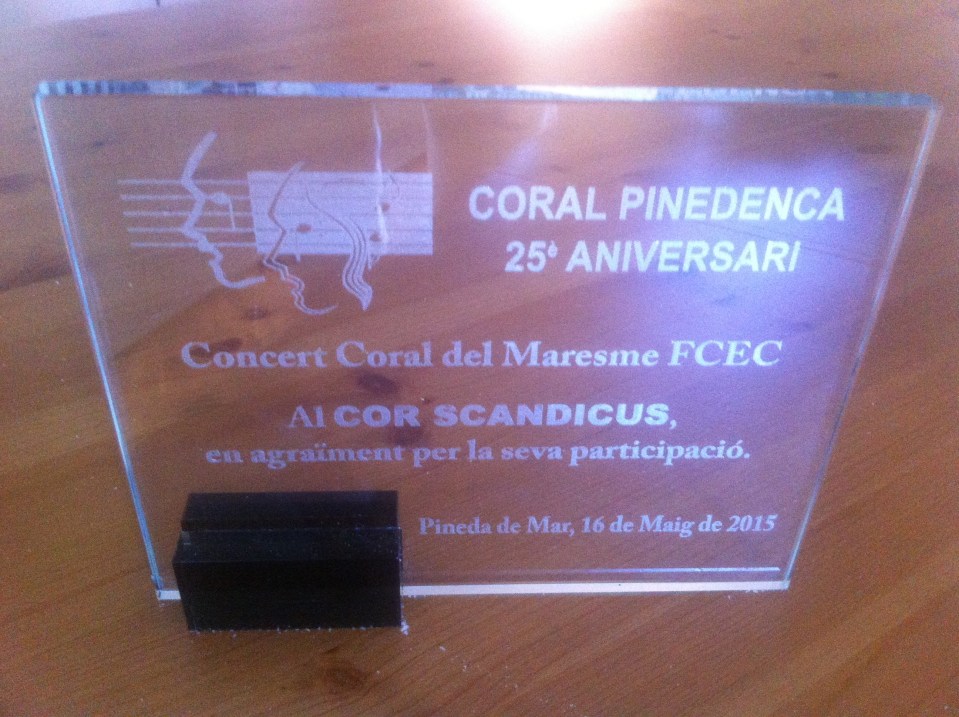 CORAL PINEDENCA
25è ANIVERSARI
Concert Coral del Maresme FCEC
Al COR SCANDICUS,
en agraïment per la seva participació.
Pineda de Mar, 16 de Maig de 2015